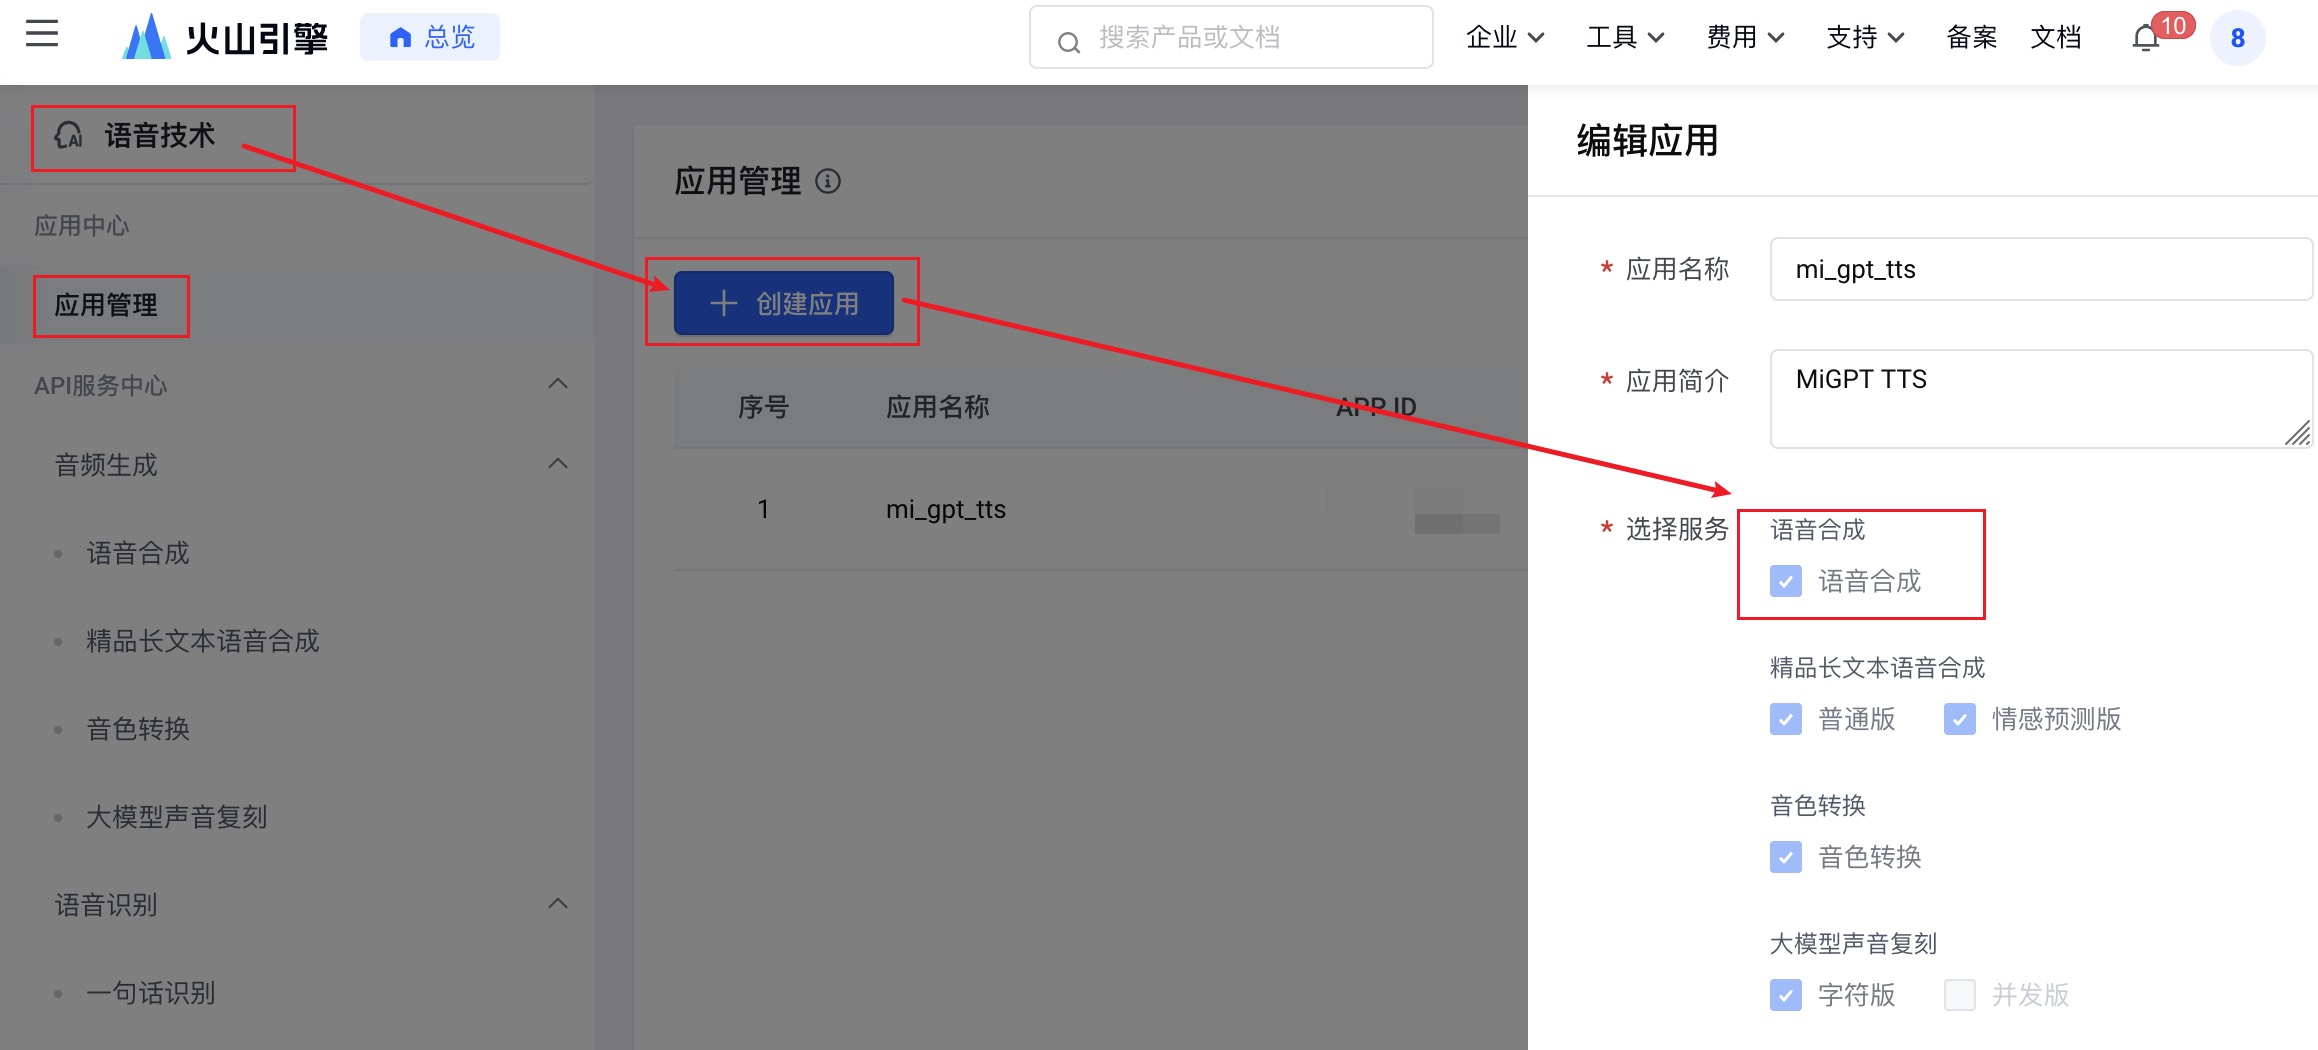 火山引擎
总览
搜索产品或文档
企业
工具
费用
支持
备案
文档
10
8
语音技术
应用中心
应用管理
API服务中心
音频生成
语音合成
精品长文本语音合成
音色转换
大模型声音复刻
语音识别
一句话识别
应用管理
创建应用
序号 应用名称 APP ID
1 mi_gpt_tts
编辑应用
* 应用名称 mi_gpt_tts
* 应用简介 MiGPT TTS
* 选择服务 语音合成
语音合成
精品长文本语音合成
普通版 情感预测版
音色转换
音色转换
大模型声音复刻
字符版 并发版